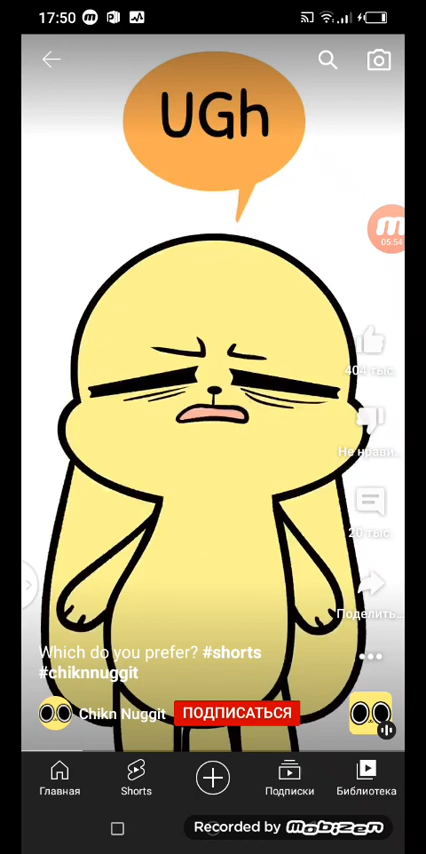 17:50
UGh
05:54
404 тыс.
Не нрави...
20 тыс.
Поделить...
Which do you prefer? #shorts
#chiknnuggit
Chikn Nuggit ПОДПИСАТЬСЯ
Главная Shorts Подписки Библиотека
Recorded by mobizen